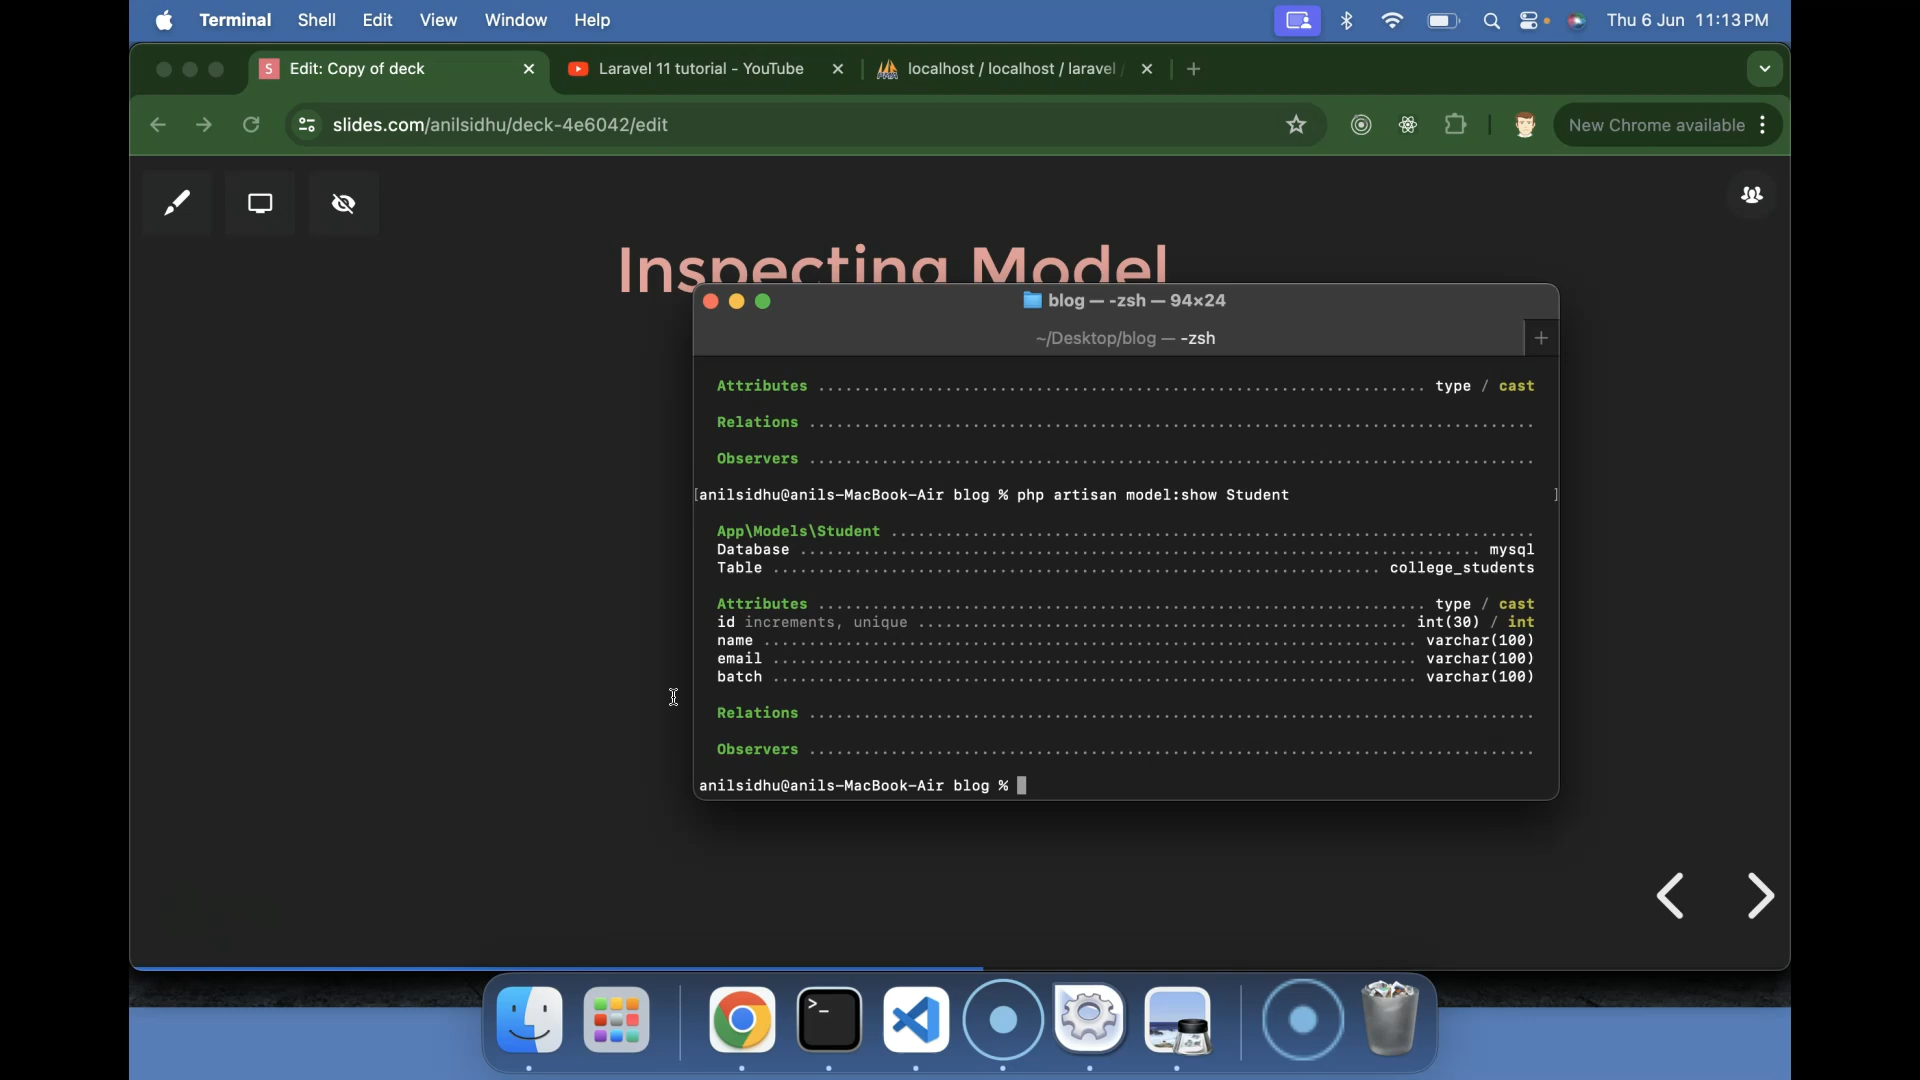 Terminal Shell Edit View Window Help Thu 6 Jun 11:13 PM
S Edit: Copy of deck Laravel 11 tutorial - YouTube localhost / localhost / laravel
slides.com/anilsidhu/deck-4e6042/edit New Chrome available
Inspecting Model
blog — -zsh — 94×24
~/Desktop/blog — -zsh
Attributes ................................................................... type / cast
Relations ................................................................................
Observers ................................................................................
[anilsidhu@anils-MacBook-Air blog % php artisan model:show Student ]
App\Models\Student .......................................................................
Database ........................................................................... mysql
Table ................................................................... college_students
Attributes ................................................................... type / cast
id increments, unique ...................................................... int(30) / int
name ........................................................................ varchar(100)
email ....................................................................... varchar(100)
batch ....................................................................... varchar(100)
Relations ................................................................................
Observers ................................................................................
anilsidhu@anils-MacBook-Air blog %
>_